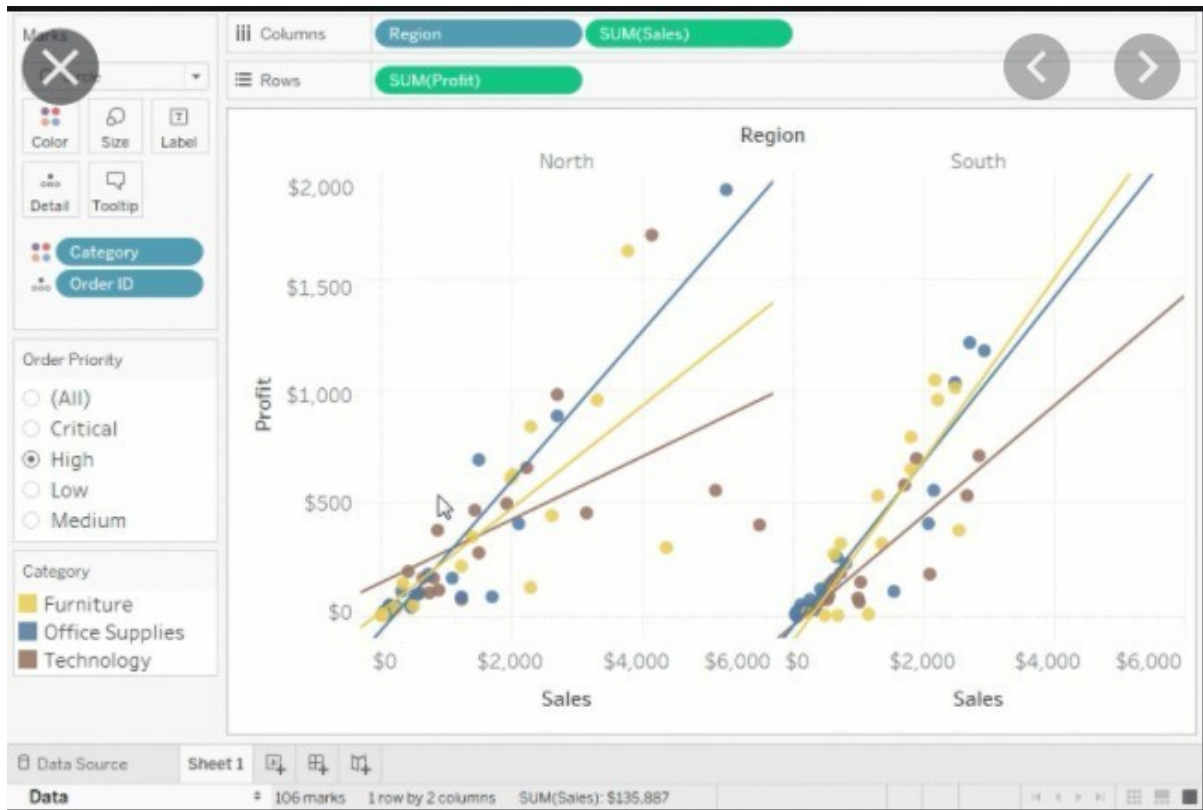 Marks
Columns Region SUM(Sales)
Rows SUM(Profit)
Color Size Label
Detail Tooltip
Category
Order ID
Order Priority
(All)
Critical
High
Low
Medium
Category
Furniture
Office Supplies
Technology
Region
North South
$2,000
$1,500
$1,000
$500
$0
Profit
$0 $2,000 $4,000 $6,000 $0 $2,000 $4,000 $6,000
Sales Sales
Data Source Sheet 1
Data 106 marks 1 row by 2 columns SUM(Sales): $135,887